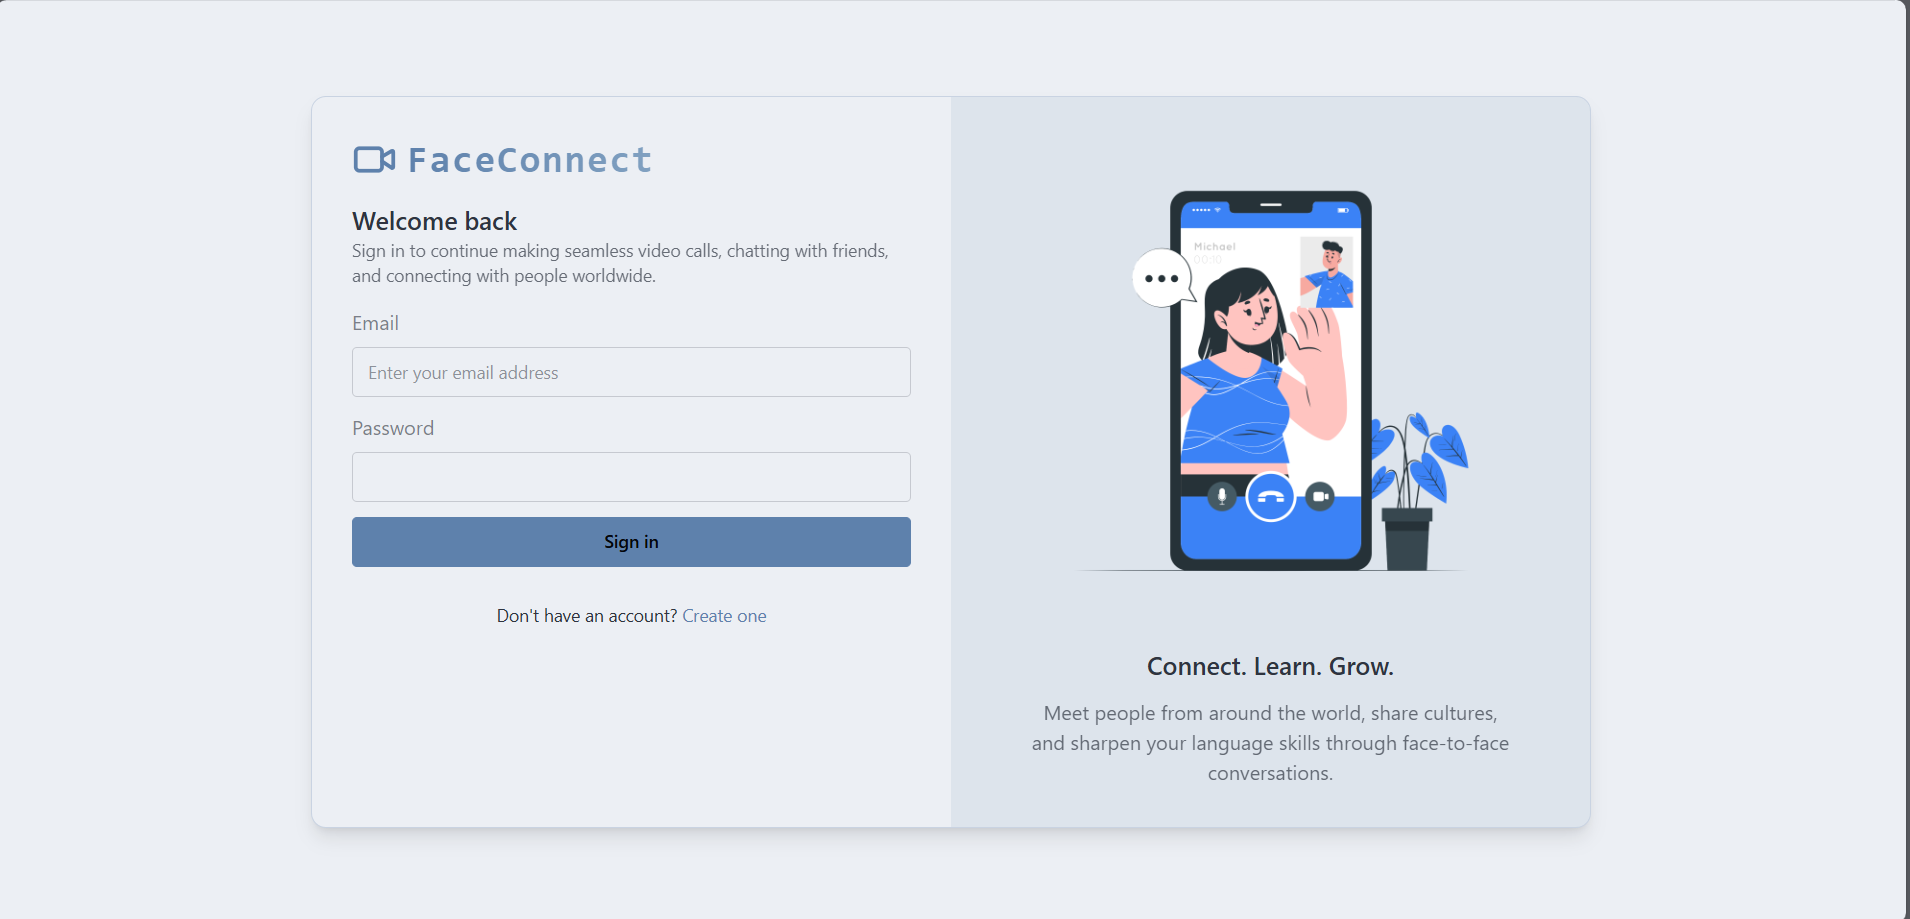 FaceConnect
Welcome back
Sign in to continue making seamless video calls, chatting with friends,
and connecting with people worldwide.
Email
Enter your email address
Password
Sign in
Don't have an account? Create one
Michael
00:10
Connect. Learn. Grow.
Meet people from around the world, share cultures,
and sharpen your language skills through face-to-face
conversations.